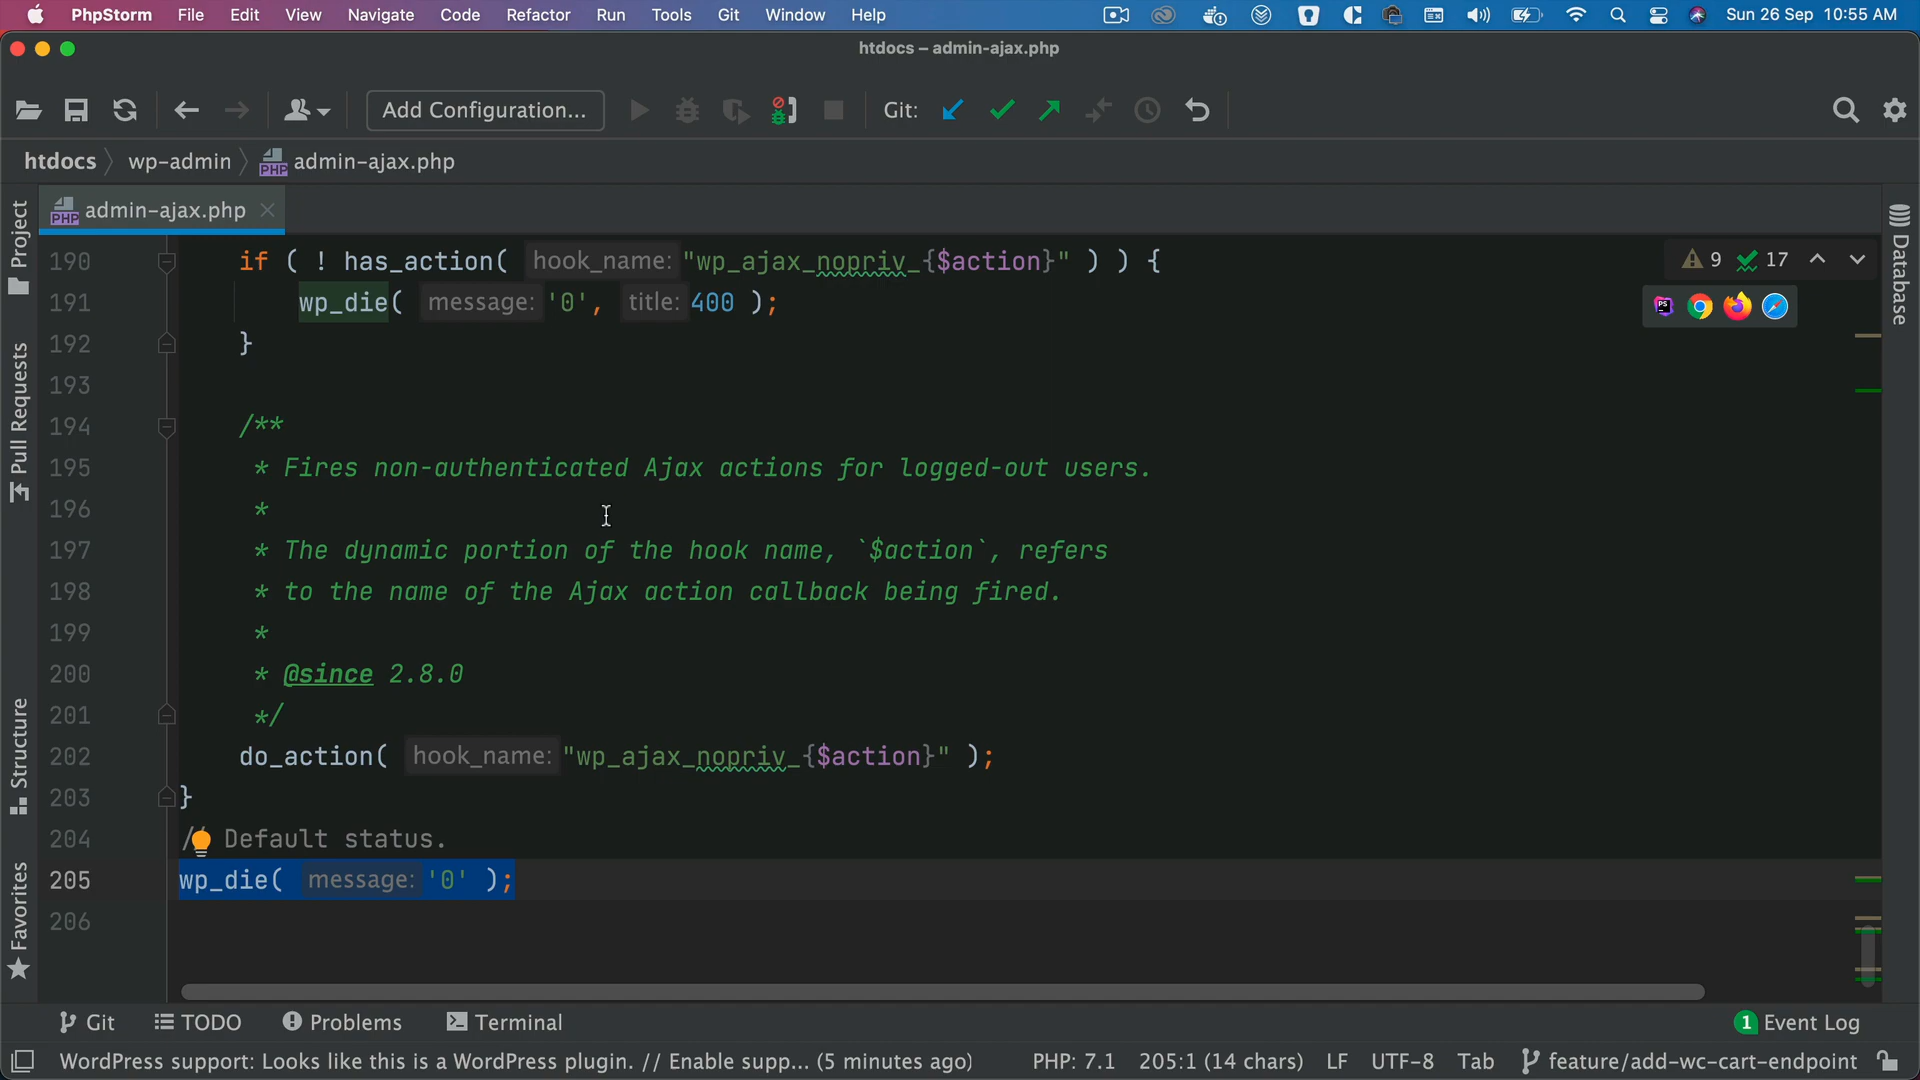 PhpStorm File Edit View Navigate Code Refactor Run Tools Git Window Help Sun 26 Sep 10:55 AM
htdocs – admin-ajax.php
Add Configuration... Git:
htdocs wp-admin admin-ajax.php
admin-ajax.php
Project
Pull Requests
Structure
Favorites
Database
9 17
190 if ( ! has_action( hook_name: "wp_ajax_nopriv_{$action}" ) ) {
191 wp_die( message: '0', title: 400 );
192 }
193
194 /**
195 * Fires non-authenticated Ajax actions for logged-out users.
196 *
197 * The dynamic portion of the hook name, `$action`, refers
198 * to the name of the Ajax action callback being fired.
199 *
200 * @since 2.8.0
201 */
202 do_action( hook_name: "wp_ajax_nopriv_{$action}" );
203 }
204 // Default status.
205 wp_die( message: '0' );
206
Git TODO Problems Terminal 1 Event Log
WordPress support: Looks like this is a WordPress plugin. // Enable supp... (5 minutes ago) PHP: 7.1 205:1 (14 chars) LF UTF-8 Tab feature/add-wc-cart-endpoint